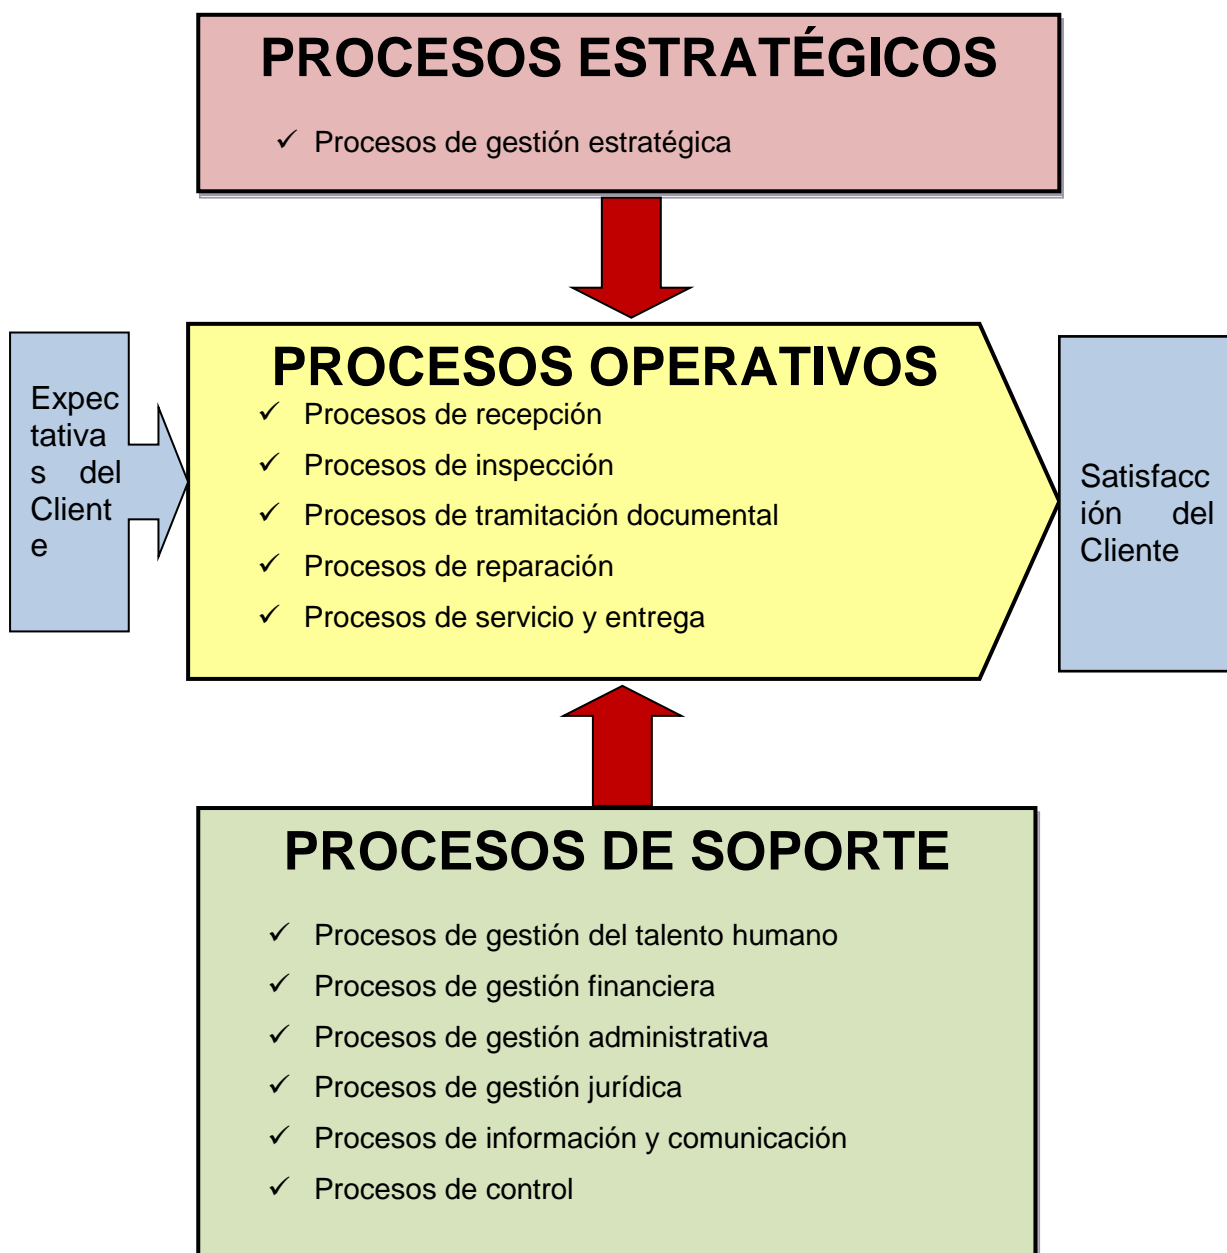 PROCESOS ESTRATÉGICOS
✓ Procesos de gestión estratégica
Expec
tativa
s del
Client
e
PROCESOS OPERATIVOS
✓ Procesos de recepción
✓ Procesos de inspección
✓ Procesos de tramitación documental
✓ Procesos de reparación
✓ Procesos de servicio y entrega
Satisfacc
ión del
Cliente
PROCESOS DE SOPORTE
✓ Procesos de gestión del talento humano
✓ Procesos de gestión financiera
✓ Procesos de gestión administrativa
✓ Procesos de gestión jurídica
✓ Procesos de información y comunicación
✓ Procesos de control